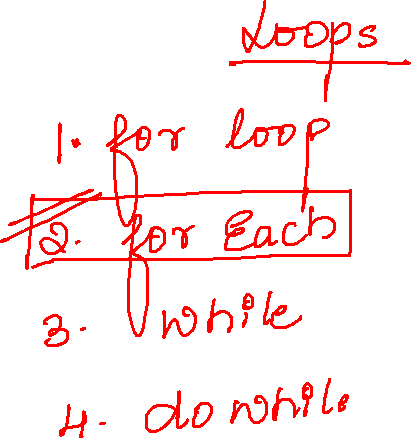 Loops
1. for loop
2. for Each
3. while
4. do while